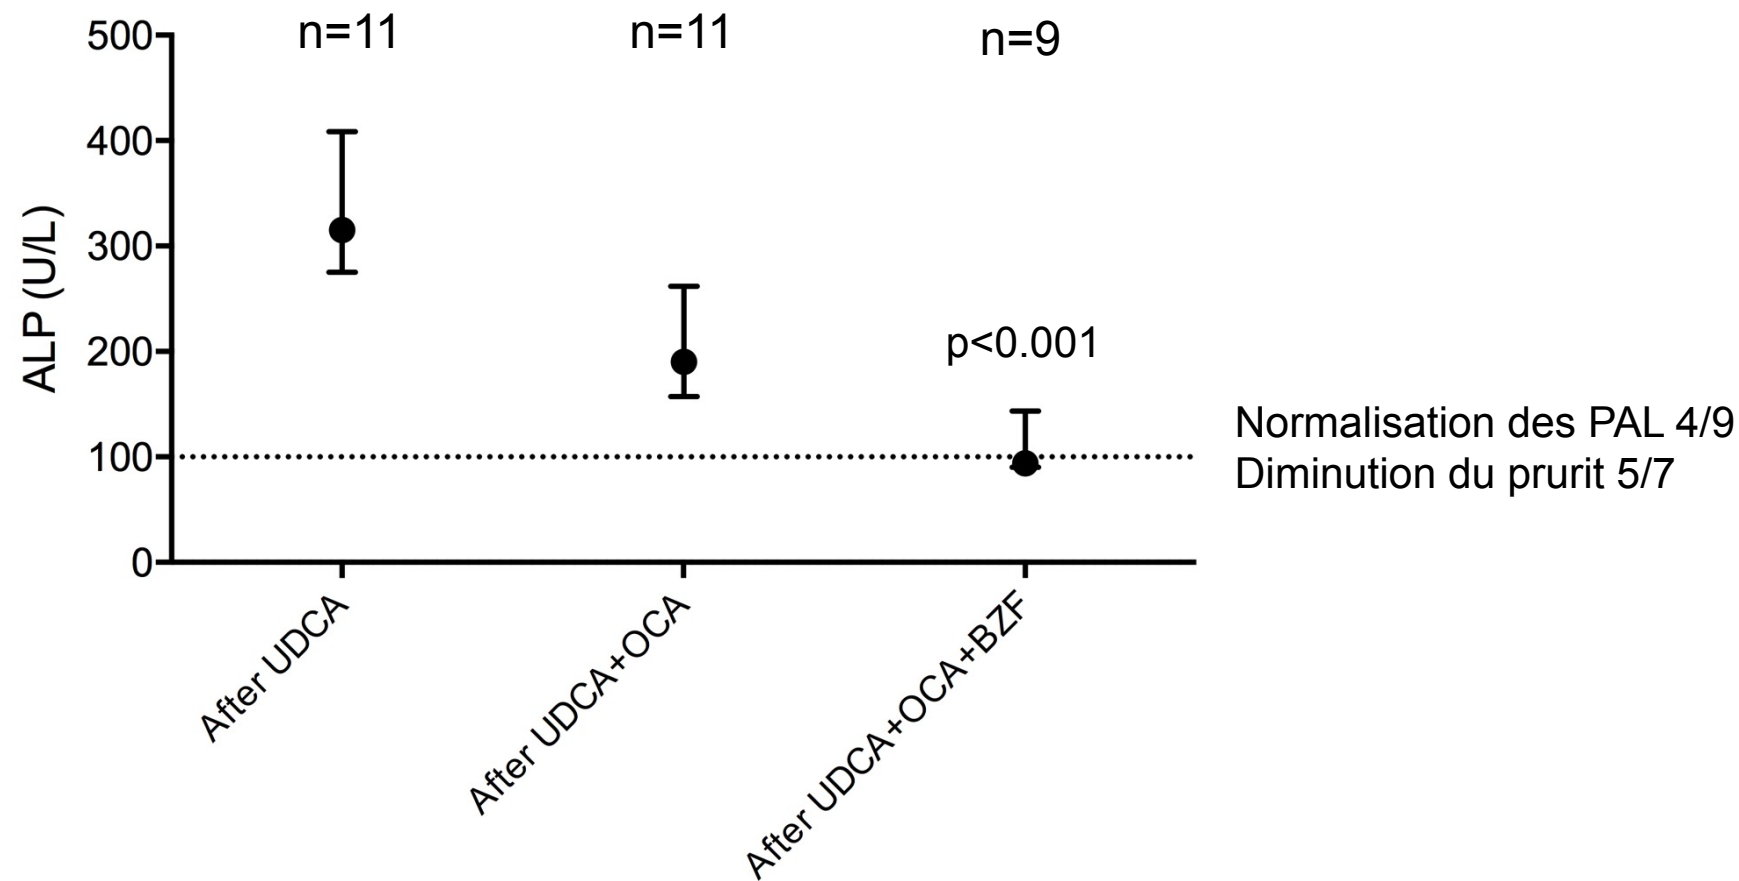 n=11
n=11
n=9
500
400
300
200
100
0
ALP (U/L)
p<0.001
Normalisation des PAL 4/9
Diminution du prurit 5/7
After UDCA
After UDCA+OCA
After UDCA+OCA+BZF